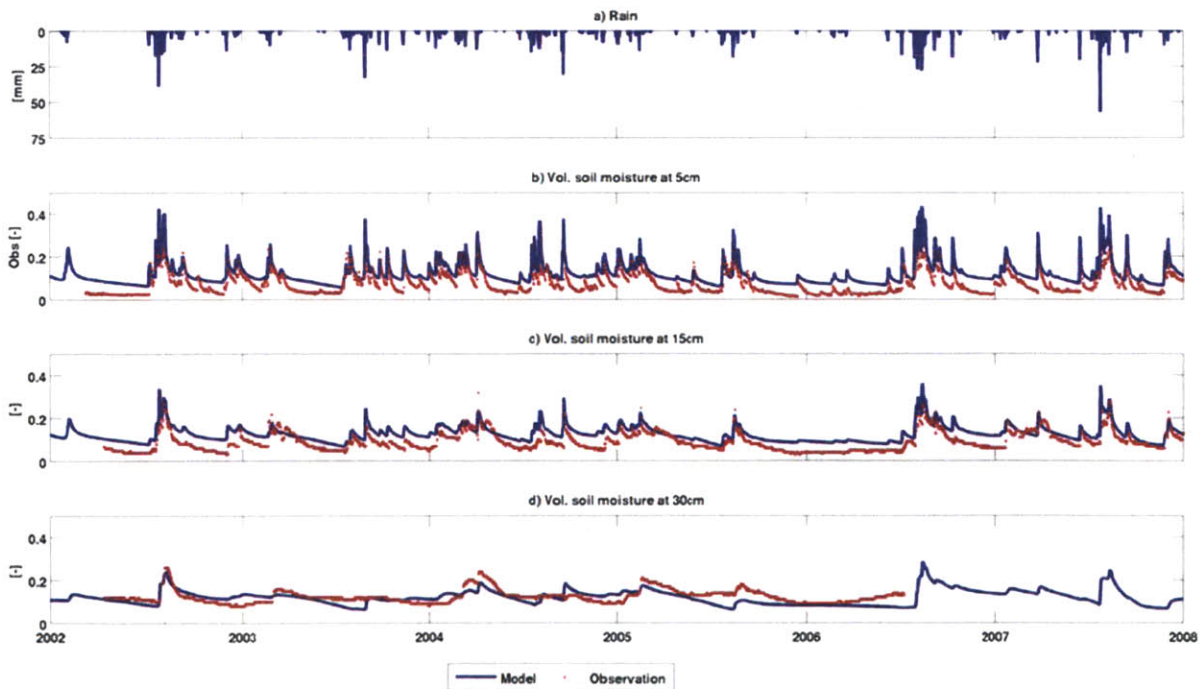 a) Rain
0
25
50
75
[mm]
b) Vol. soil moisture at 5cm
0.4
0.2
0
Obs [-]
c) Vol. soil moisture at 15cm
0.4
0.2
0
[-]
d) Vol. soil moisture at 30cm
0.4
0.2
0
[-]
2002 2003 2004 2005 2006 2007 2008
Model Observation